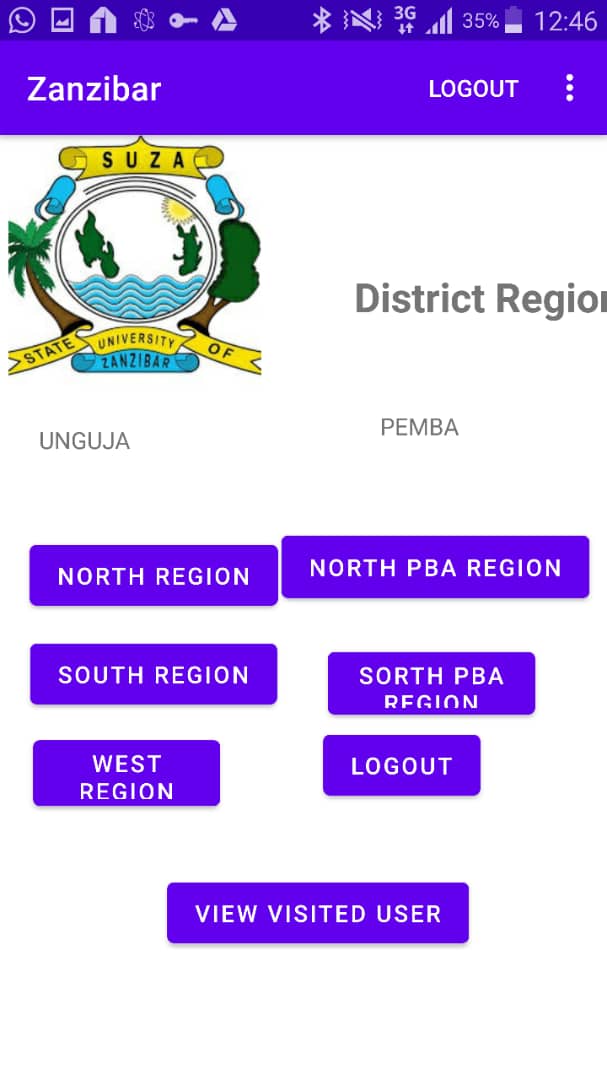 3G 35% 12:46
Zanzibar LOGOUT
SUZA
STATE UNIVERSITY OF
ZANZIBAR
District Region
UNGUJA
PEMBA
NORTH REGION
NORTH PBA REGION
SOUTH REGION
SORTH PBA
REGION
WEST
REGION
LOGOUT
VIEW VISITED USER